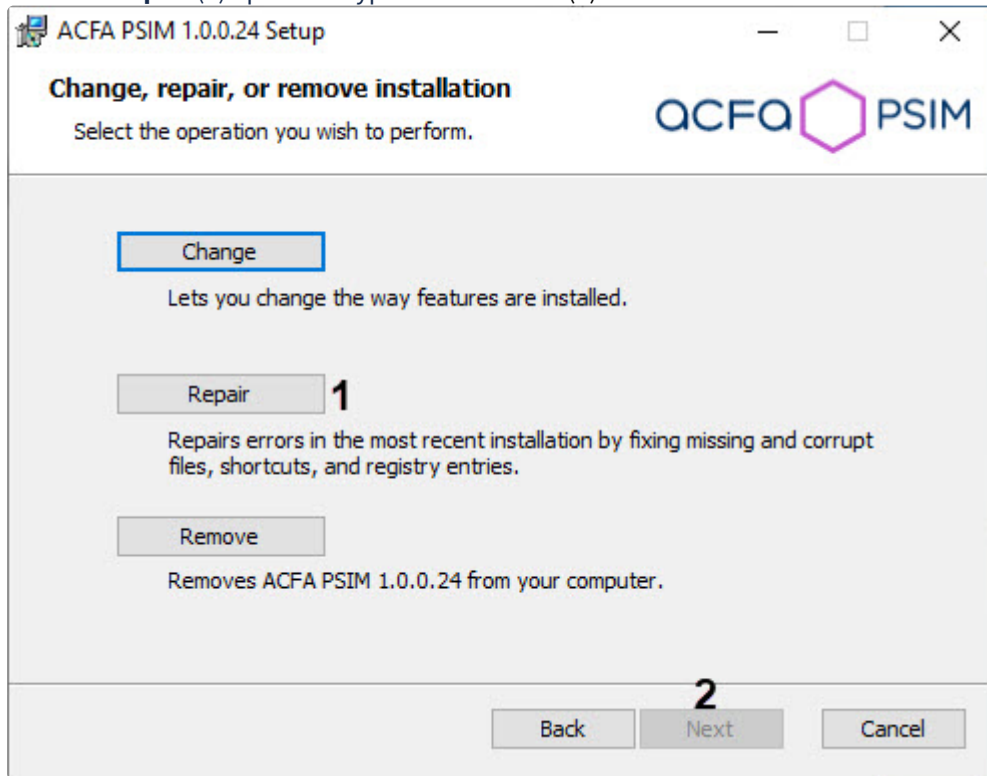 ACFA PSIM 1.0.0.24 Setup
Change, repair, or remove installation
Select the operation you wish to perform.
acfa PSIM
Change
Lets you change the way features are installed.
Repair 1
Repairs errors in the most recent installation by fixing missing and corrupt
files, shortcuts, and registry entries.
Remove
Removes ACFA PSIM 1.0.0.24 from your computer.
2
Back Next Cancel